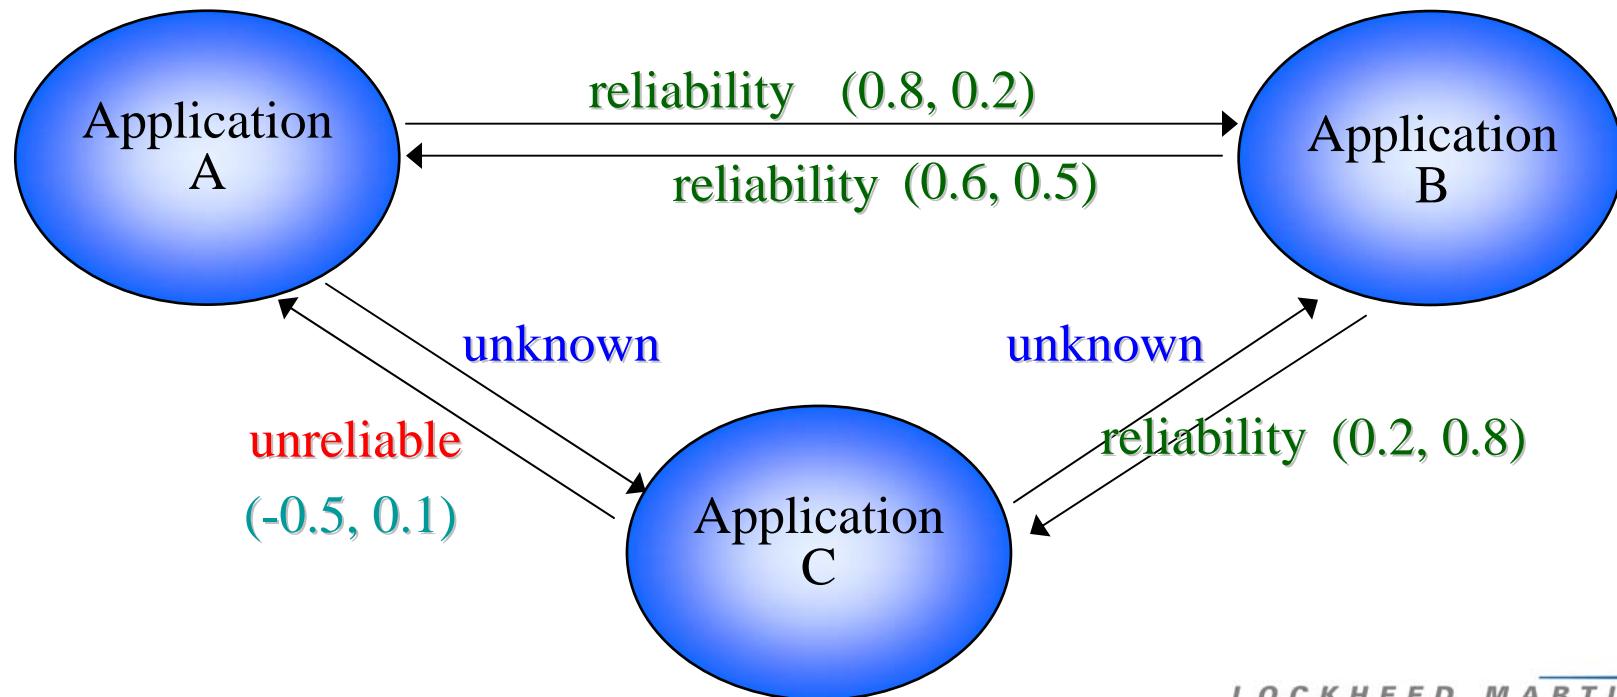 reliability (0.8, 0.2)
Application
A
Application
B
reliability (0.6, 0.5)
unknown
unknown
unreliable
reliability (0.2, 0.8)
(-0.5, 0.1)
Application
C
LOCKHEED